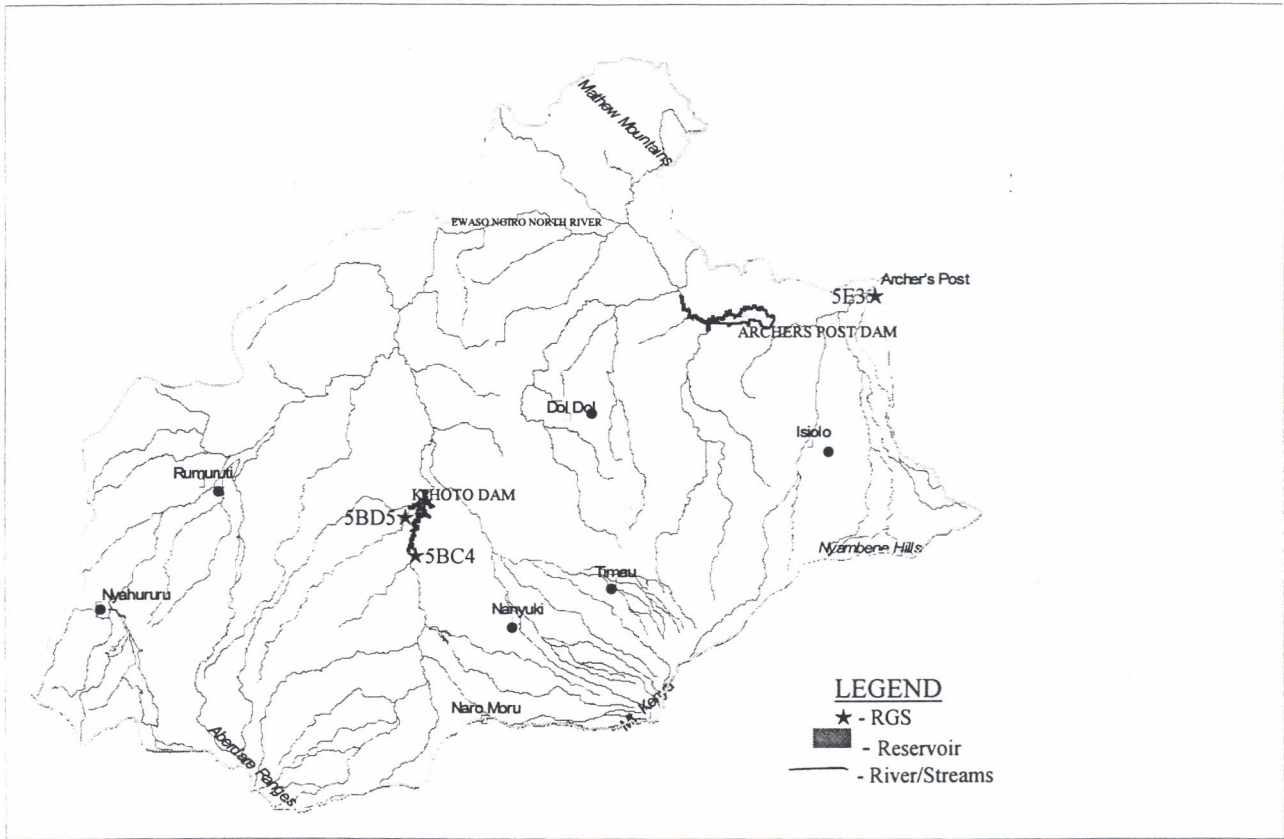 Mathew Mountains
EWASO NGIRO NORTH RIVER
Archer's Post
5E3
ARCHERS POST DAM
Dol Dol
Isiolo
Rumuruti
KIHOTO DAM
5BD5
5BC4
Nyambene Hills
Timau
Nyahururu
Nanyuki
Naro Moru
Mt Kenya
Aberdare Ranges
LEGEND
★ - RGS
- Reservoir
- River/Streams